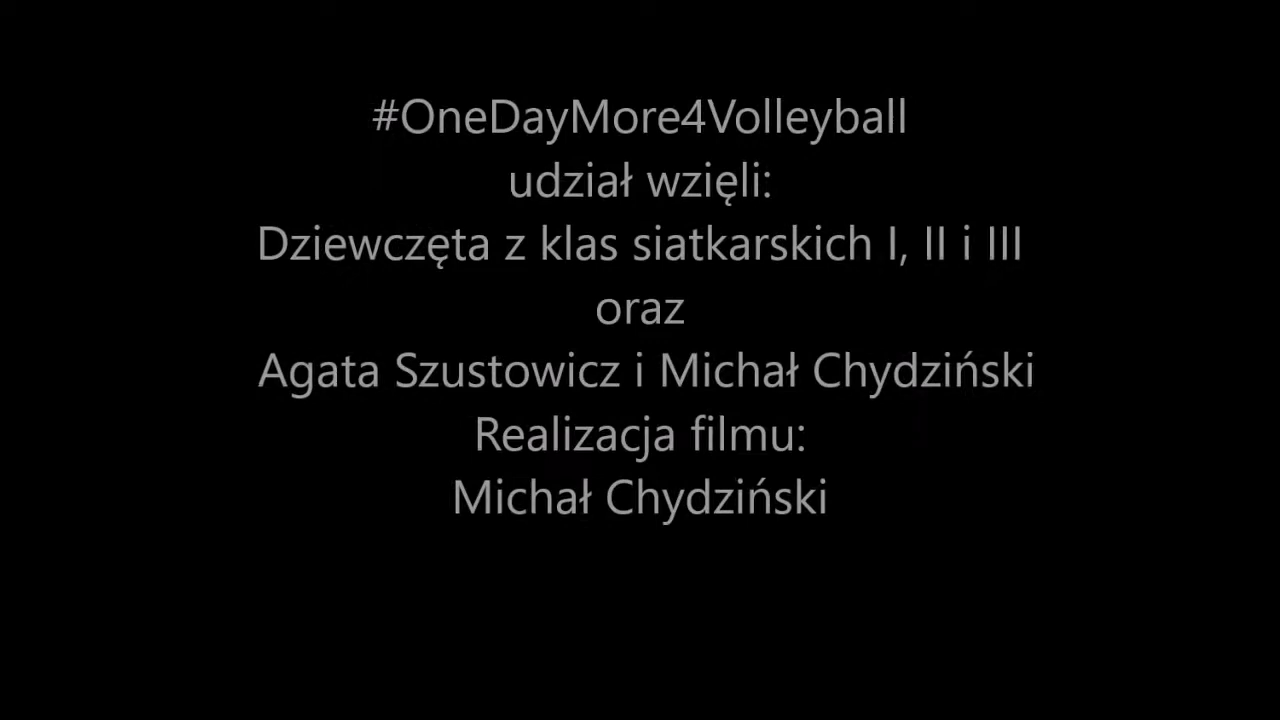 #OneDayMore4Volleyball
udział wzięli:
Dziewczęta z klas siatkarskich I, II i III
oraz
Agata Szustowicz i Michał Chydziński
Realizacja filmu:
Michał Chydziński